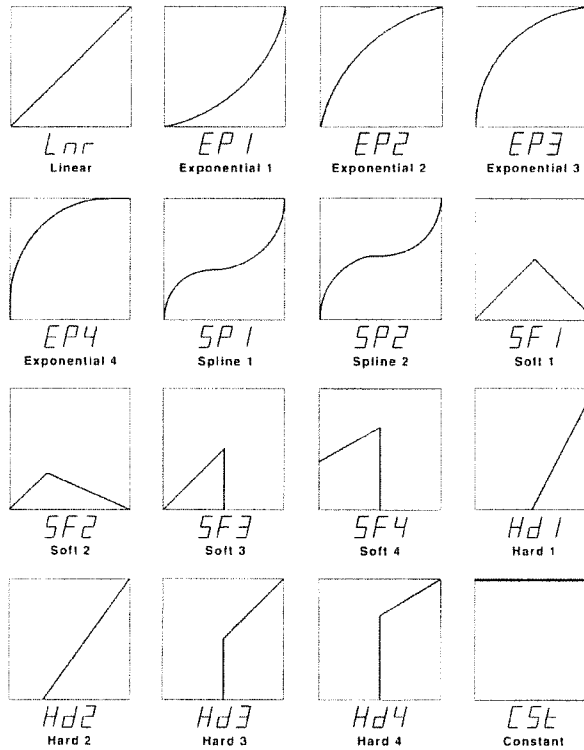 Lnr EP1 EP2 EP3
Linear Exponential 1 Exponential 2 Exponential 3
EP4 SP1 SP2 SF1
Exponential 4 Spline 1 Spline 2 Soft 1
SF2 SF3 SF4 Hd1
Soft 2 Soft 3 Soft 4 Hard 1
Hd2 Hd3 Hd4 CSt
Hard 2 Hard 3 Hard 4 Constant